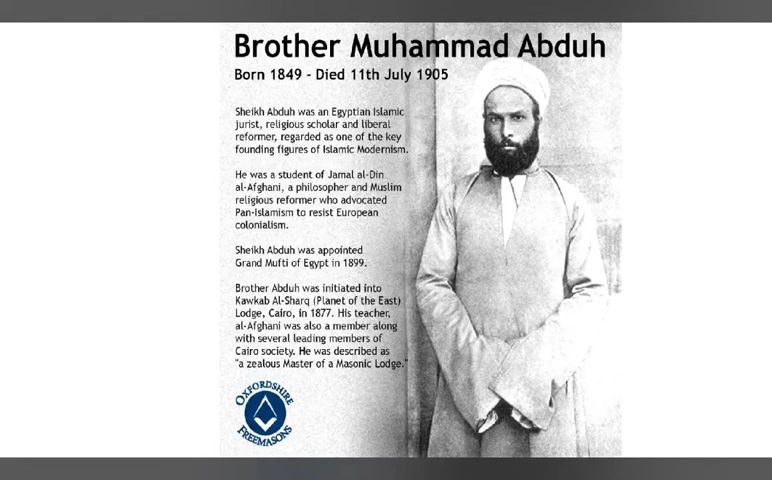 Brother Muhammad Abduh
Born 1849 - Died 11th July 1905
Sheikh Abduh was an Egyptian Islamic
jurist, religious scholar and liberal
reformer, regarded as one of the key
founding figures of Islamic Modernism.
He was a student of Jamal al-Din
al-Afghani, a philosopher and Muslim
religious reformer who advocated
Pan-Islamism to resist European
colonialism.
Sheikh Abduh was appointed
Grand Mufti of Egypt in 1899.
Brother Abduh was initiated into
Kawkab Al-Sharq (Planet of the East)
Lodge, Cairo, in 1877. His teacher,
al-Afghani was also a member along
with several leading members of
Cairo society. He was described as
"a zealous Master of a Masonic Lodge."
OXFORDSHIRE
FREEMASONS